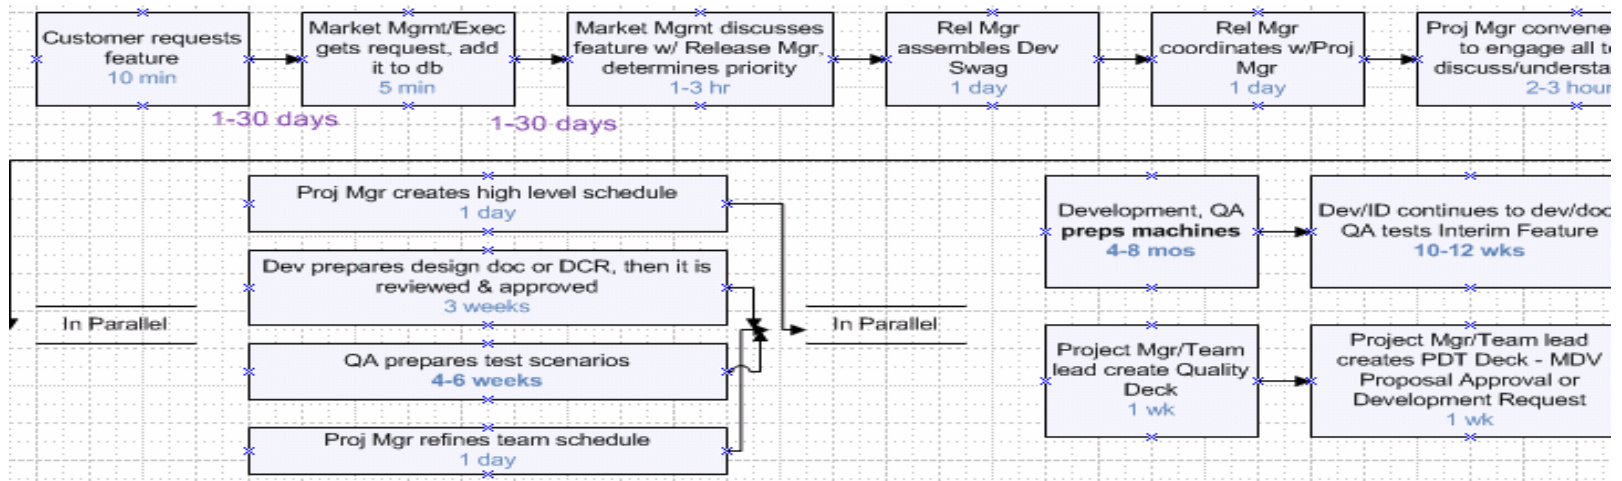 Customer requests
feature
10 min
Market Mgmt/Exec
gets request, add
it to db
5 min
Market Mgmt discusses
feature w/ Release Mgr,
determines priority
1-3 hr
Rel Mgr
assembles Dev
Swag
1 day
Rel Mgr
coordinates w/Proj
Mgr
1 day
Proj Mgr convene
to engage all t
discuss/understa
2-3 hour
1-30 days
1-30 days
In Parallel
Proj Mgr creates high level schedule
1 day
Dev prepares design doc or DCR, then it is
reviewed & approved
3 weeks
QA prepares test scenarios
4-6 weeks
Proj Mgr refines team schedule
1 day
In Parallel
Development, QA
preps machines
4-8 mos
Dev/ID continues to dev/doc
QA tests Interim Feature
10-12 wks
Project Mgr/Team
lead create Quality
Deck
1 wk
Project Mgr/Team lead
creates PDT Deck - MDV
Proposal Approval or
Development Request
1 wk